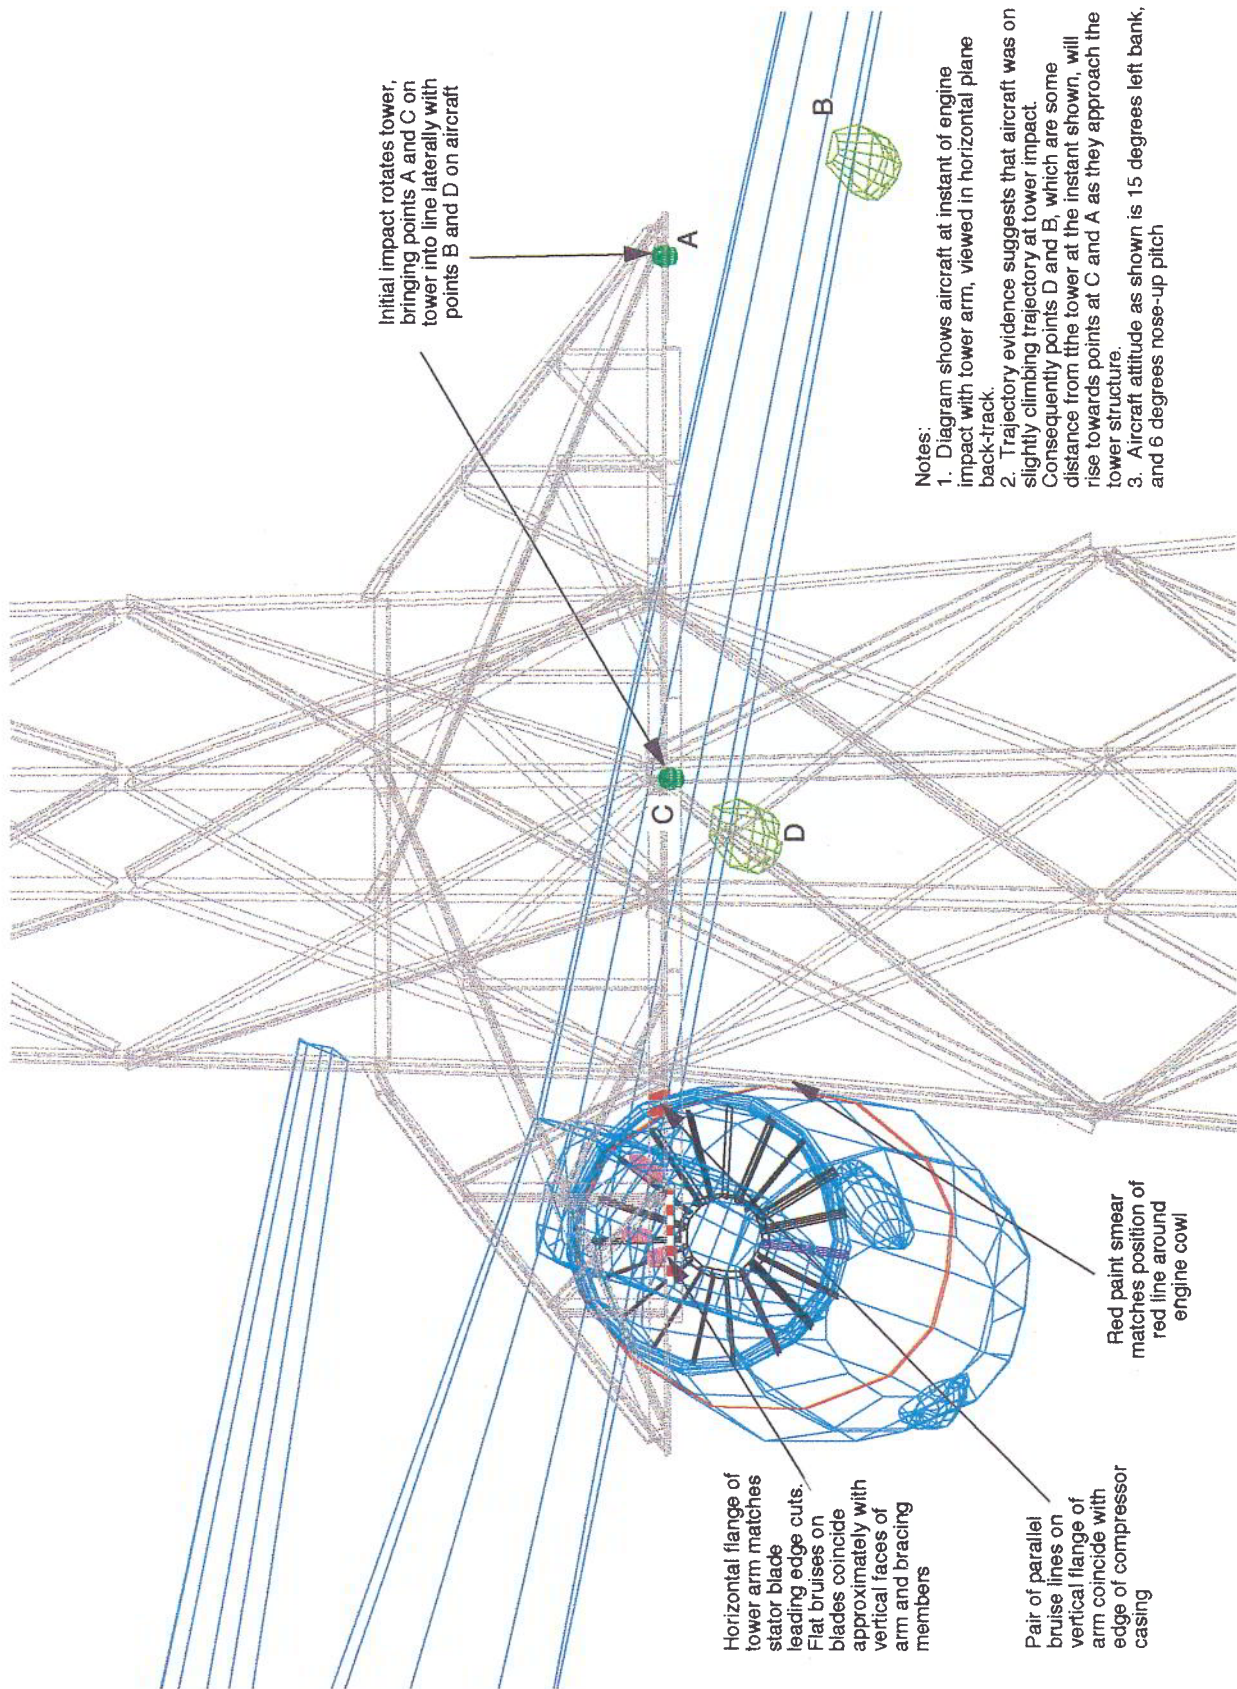 Initial impact rotates tower,
bringing points A and C on
tower into line laterally with
points B and D on aircraft
A
B
C
D
Notes:
1. Diagram shows aircraft at instant of engine
impact with tower arm, viewed in horizontal plane
back-track.
2. Trajectory evidence suggests that aircraft was on
slightly climbing trajectory at tower impact.
Consequently points D and B, which are some
distance from tthe tower at the instant shown, will
rise towards points at C and A as they approach the
tower structure.
3. Aircraft attitude as shown is 15 degrees left bank,
and 6 degrees nose-up pitch
Horizontal flange of
tower arm matches
stator blade
leading edge cuts.
Flat bruises on
blades coincide
approximately with
vertical faces of
arm and bracing
members
Pair of parallel
bruise lines on
vertical flange of
arm coincide with
edge of compressor
casing
Red paint smear
matches position of
red line around
engine cowl